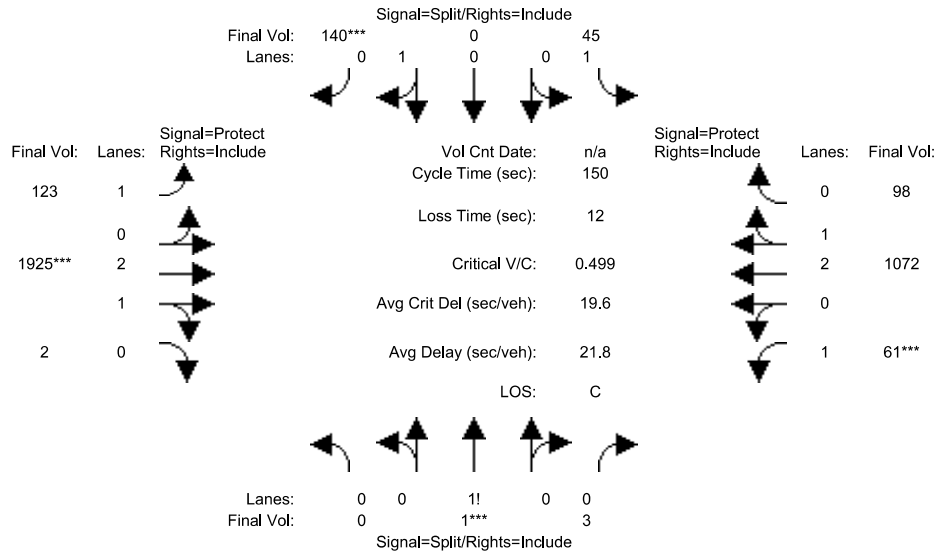 Signal=Split/Rights=Include
Final Vol: 140*** 0 45
Lanes: 0 1 0 0 1
Signal=Protect
Final Vol: Lanes: Rights=Include
Vol Cnt Date: n/a
Signal=Protect
Rights=Include Lanes: Final Vol:
Cycle Time (sec): 150
123 1
0 98
Loss Time (sec): 12
0
1
1925*** 2 Critical V/C: 0.499 2 1072
1 Avg Crit Del (sec/veh): 19.6 0
2 0 Avg Delay (sec/veh): 21.8 1 61***
LOS: C
Lanes: 0 0 1! 0 0
Final Vol: 0 1*** 3
Signal=Split/Rights=Include